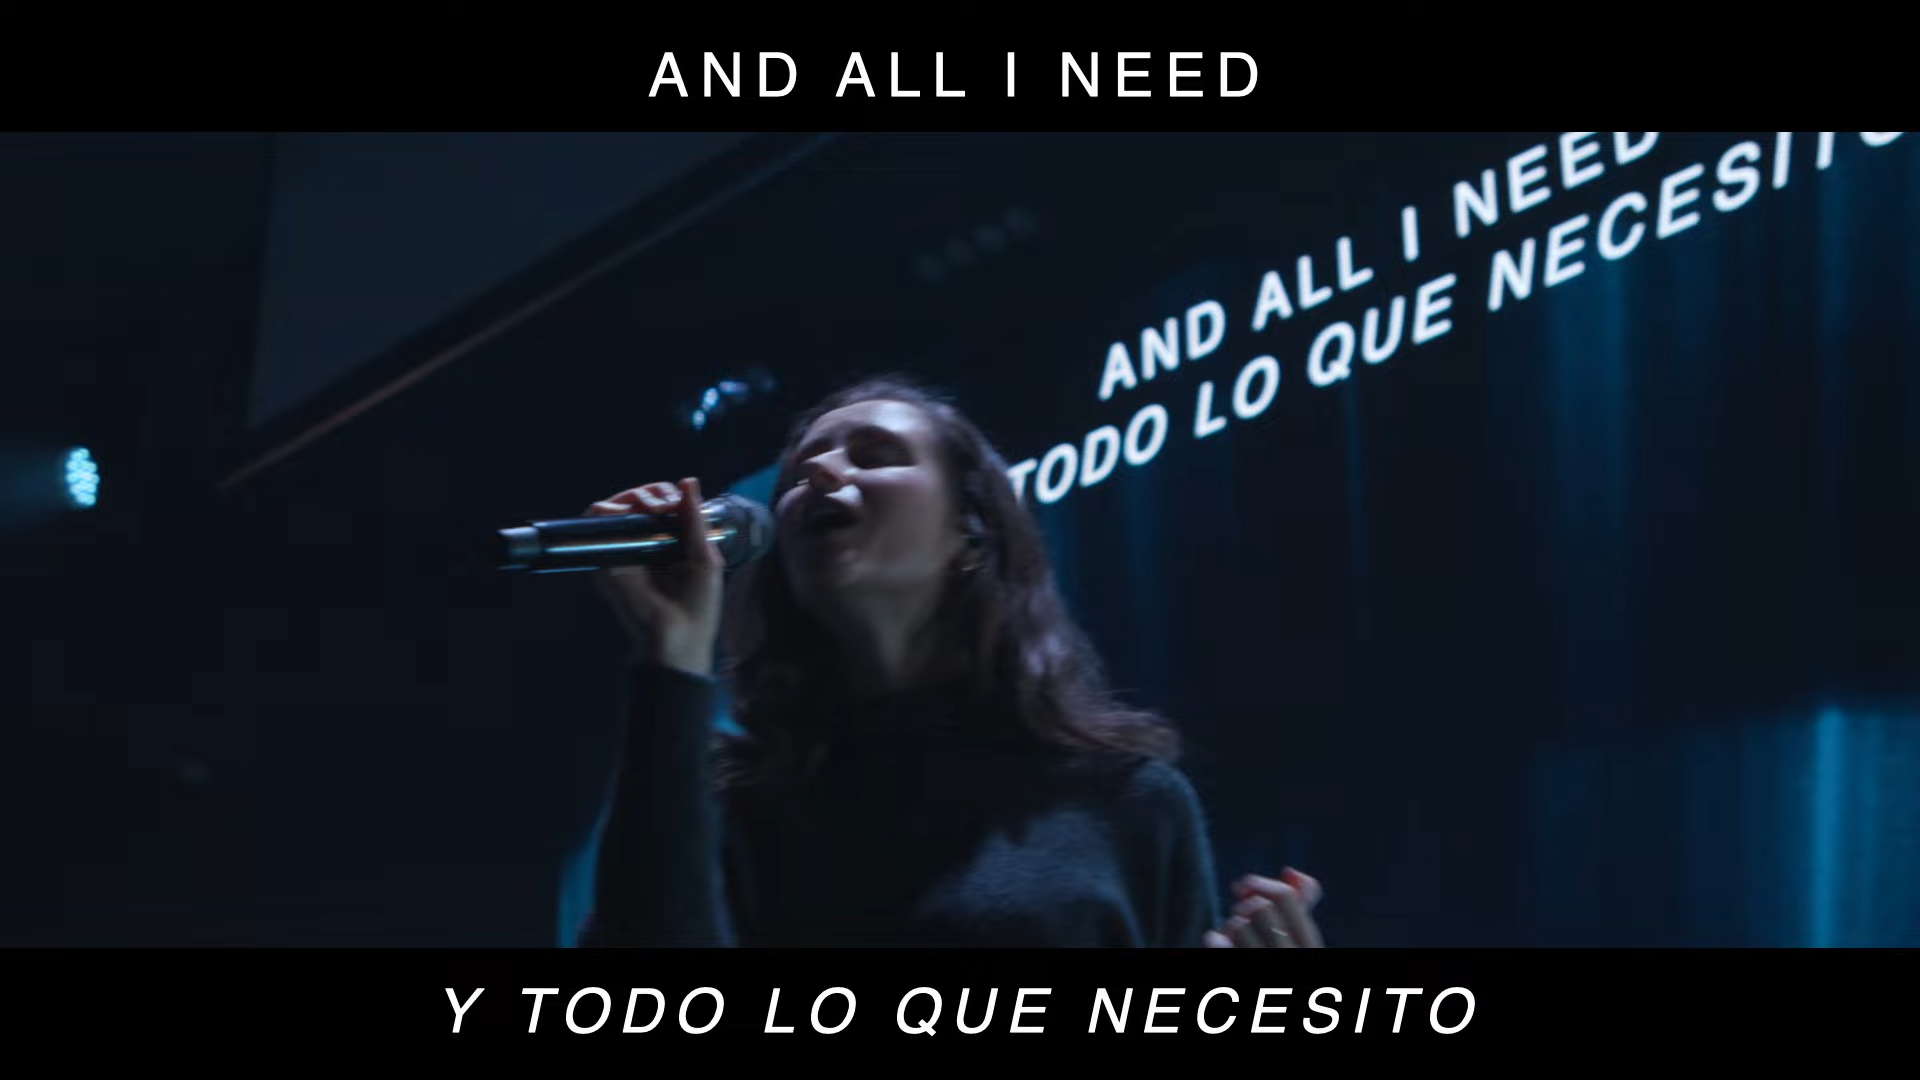 AND ALL I NEED
AND ALL I NEED
TODO LO QUE NECESITO
Y TODO LO QUE NECESITO